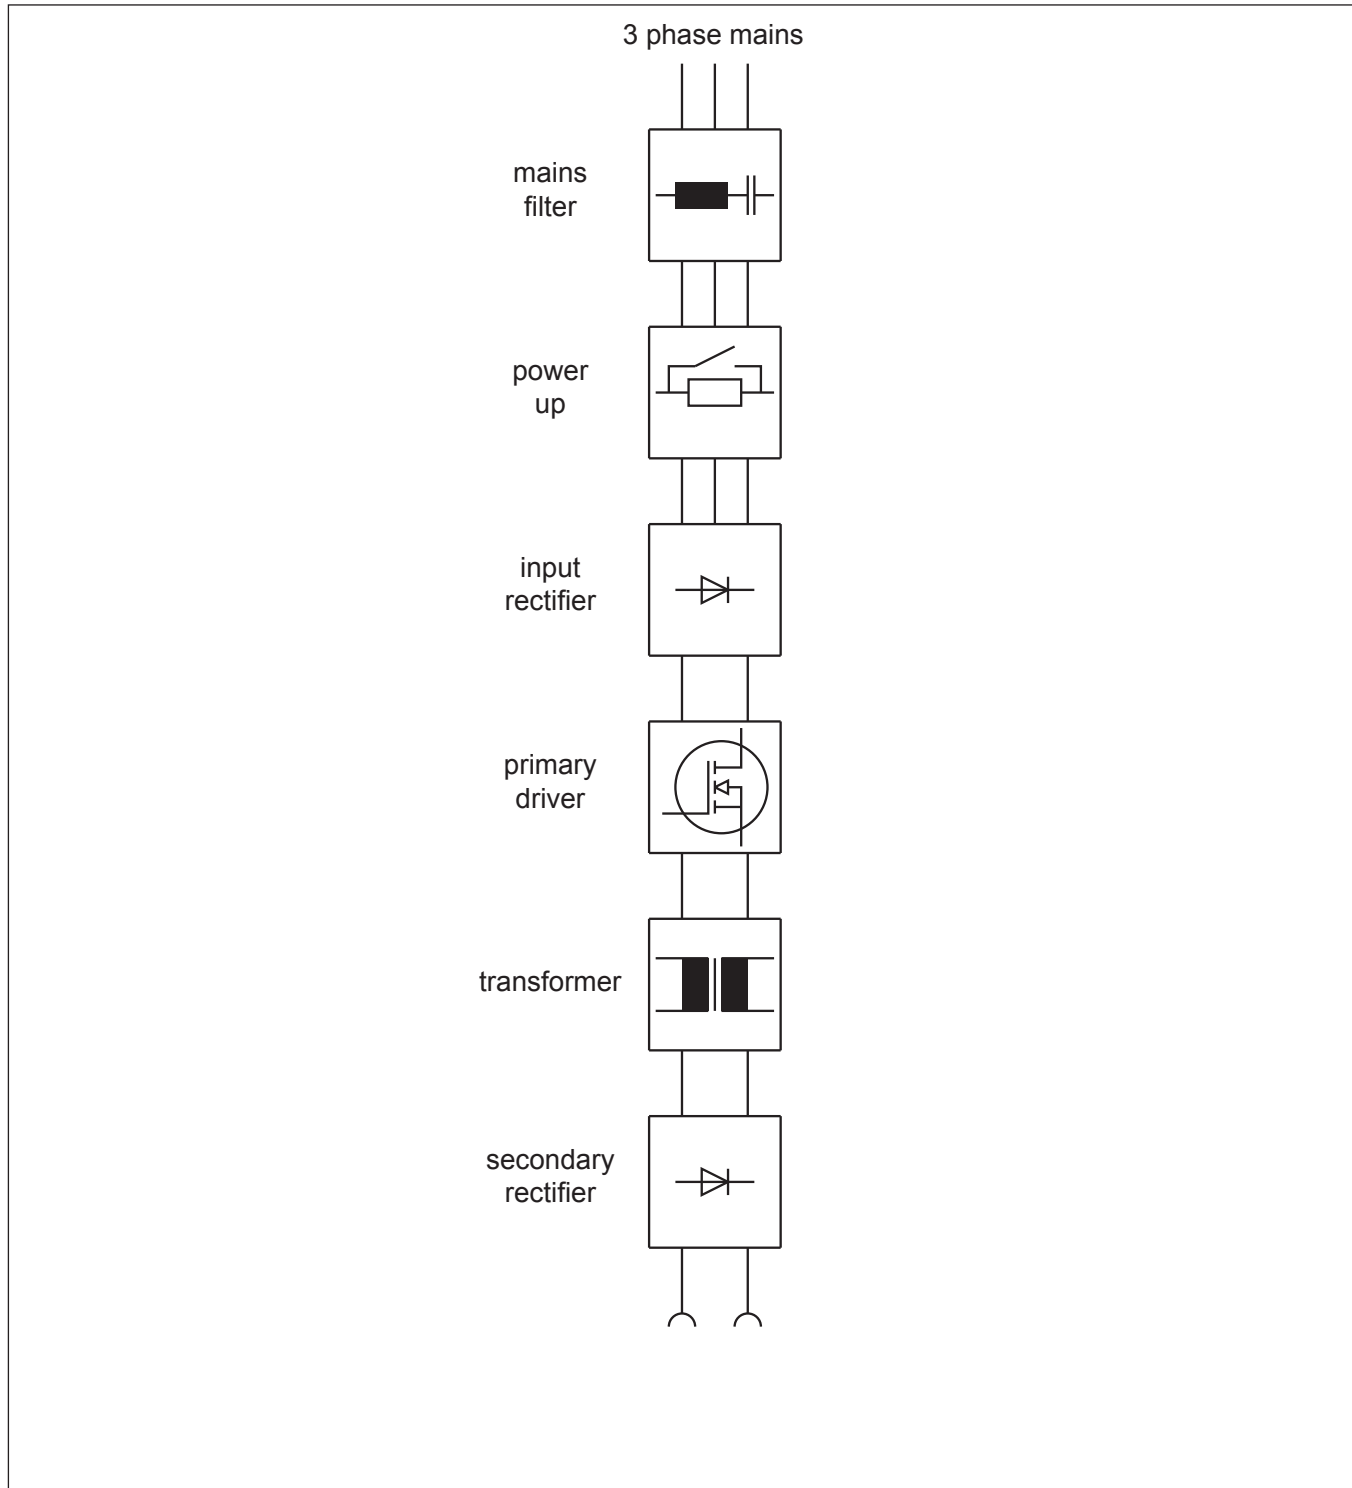 3 phase mains
mains
filter
power
up
input
rectifier
primary
driver
transformer
secondary
rectifier